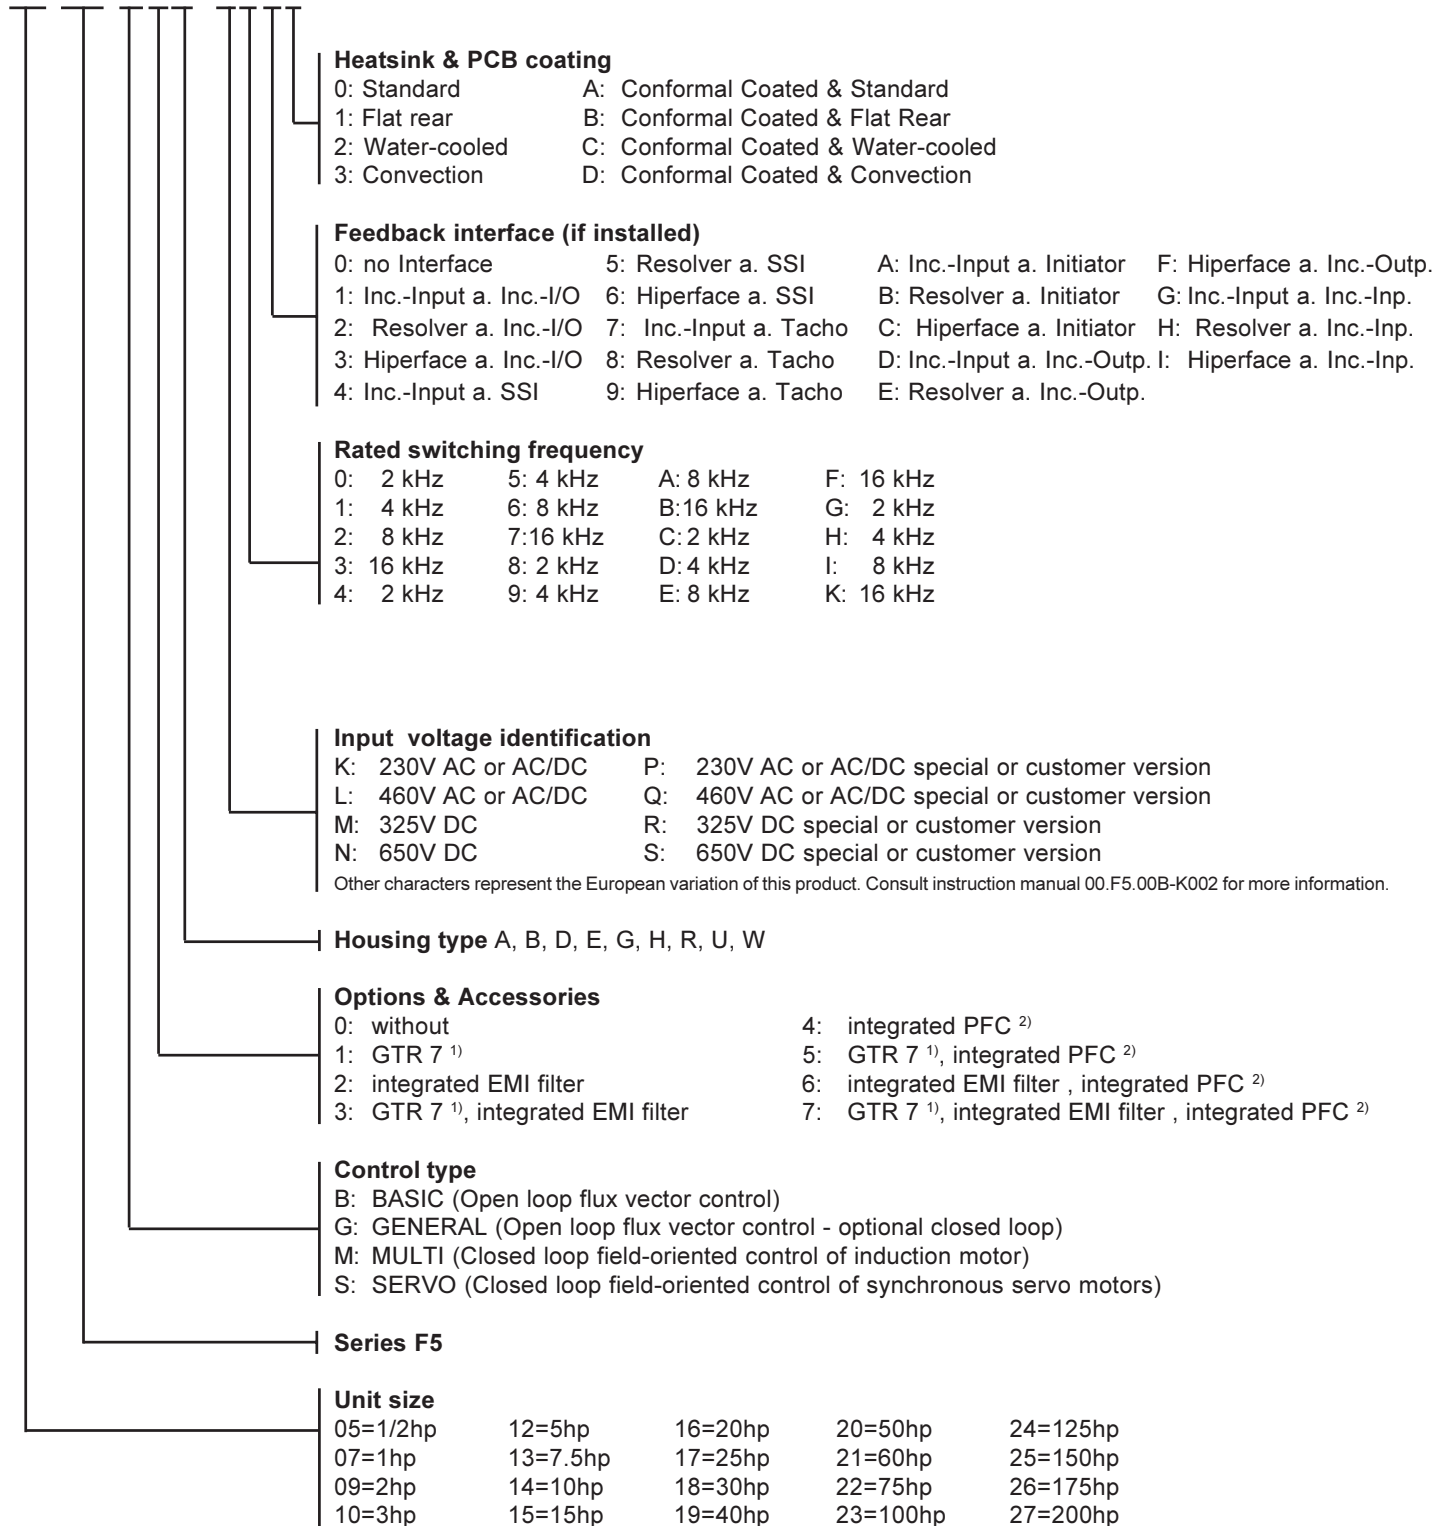 Heatsink & PCB coating
0: Standard A: Conformal Coated & Standard
1: Flat rear B: Conformal Coated & Flat Rear
2: Water-cooled C: Conformal Coated & Water-cooled
3: Convection D: Conformal Coated & Convection
Feedback interface (if installed)
0: no Interface 5: Resolver a. SSI A: Inc.-Input a. Initiator F: Hiperface a. Inc.-Outp.
1: Inc.-Input a. Inc.-I/O 6: Hiperface a. SSI B: Resolver a. Initiator G: Inc.-Input a. Inc.-Inp.
2: Resolver a. Inc.-I/O 7: Inc.-Input a. Tacho C: Hiperface a. Initiator H: Resolver a. Inc.-Inp.
3: Hiperface a. Inc.-I/O 8: Resolver a. Tacho D: Inc.-Input a. Inc.-Outp. I: Hiperface a. Inc.-Inp.
4: Inc.-Input a. SSI 9: Hiperface a. Tacho E: Resolver a. Inc.-Outp.
Rated switching frequency
0: 2 kHz 5: 4 kHz A: 8 kHz F: 16 kHz
1: 4 kHz 6: 8 kHz B:16 kHz G: 2 kHz
2: 8 kHz 7:16 kHz C: 2 kHz H: 4 kHz
3: 16 kHz 8: 2 kHz D: 4 kHz I: 8 kHz
4: 2 kHz 9: 4 kHz E: 8 kHz K: 16 kHz
Input voltage identification
K: 230V AC or AC/DC P: 230V AC or AC/DC special or customer version
L: 460V AC or AC/DC Q: 460V AC or AC/DC special or customer version
M: 325V DC R: 325V DC special or customer version
N: 650V DC S: 650V DC special or customer version
Other characters represent the European variation of this product. Consult instruction manual 00.F5.00B-K002 for more information.
Housing type A, B, D, E, G, H, R, U, W
Options & Accessories
0: without 4: integrated PFC 2)
1: GTR 7 1) 5: GTR 7 1), integrated PFC 2)
2: integrated EMI filter 6: integrated EMI filter , integrated PFC 2)
3: GTR 7 1), integrated EMI filter 7: GTR 7 1), integrated EMI filter , integrated PFC 2)
Control type
B: BASIC (Open loop flux vector control)
G: GENERAL (Open loop flux vector control - optional closed loop)
M: MULTI (Closed loop field-oriented control of induction motor)
S: SERVO (Closed loop field-oriented control of synchronous servo motors)
Series F5
Unit size
05=1/2hp 12=5hp 16=20hp 20=50hp 24=125hp
07=1hp 13=7.5hp 17=25hp 21=60hp 25=150hp
09=2hp 14=10hp 18=30hp 22=75hp 26=175hp
10=3hp 15=15hp 19=40hp 23=100hp 27=200hp